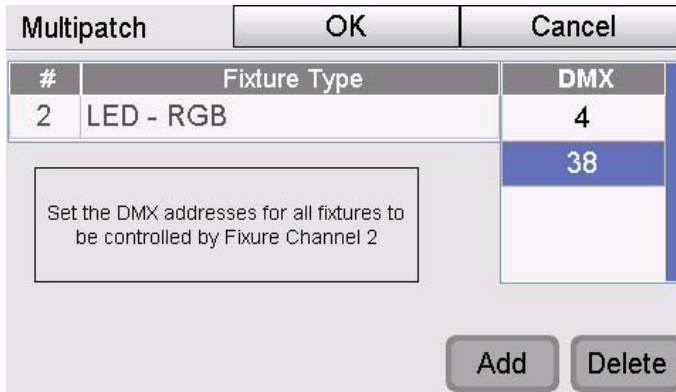 Multipatch OK Cancel
# Fixture Type DMX
2 LED - RGB 4
38
Set the DMX addresses for all fixtures to
be controlled by Fixure Channel 2
Add Delete